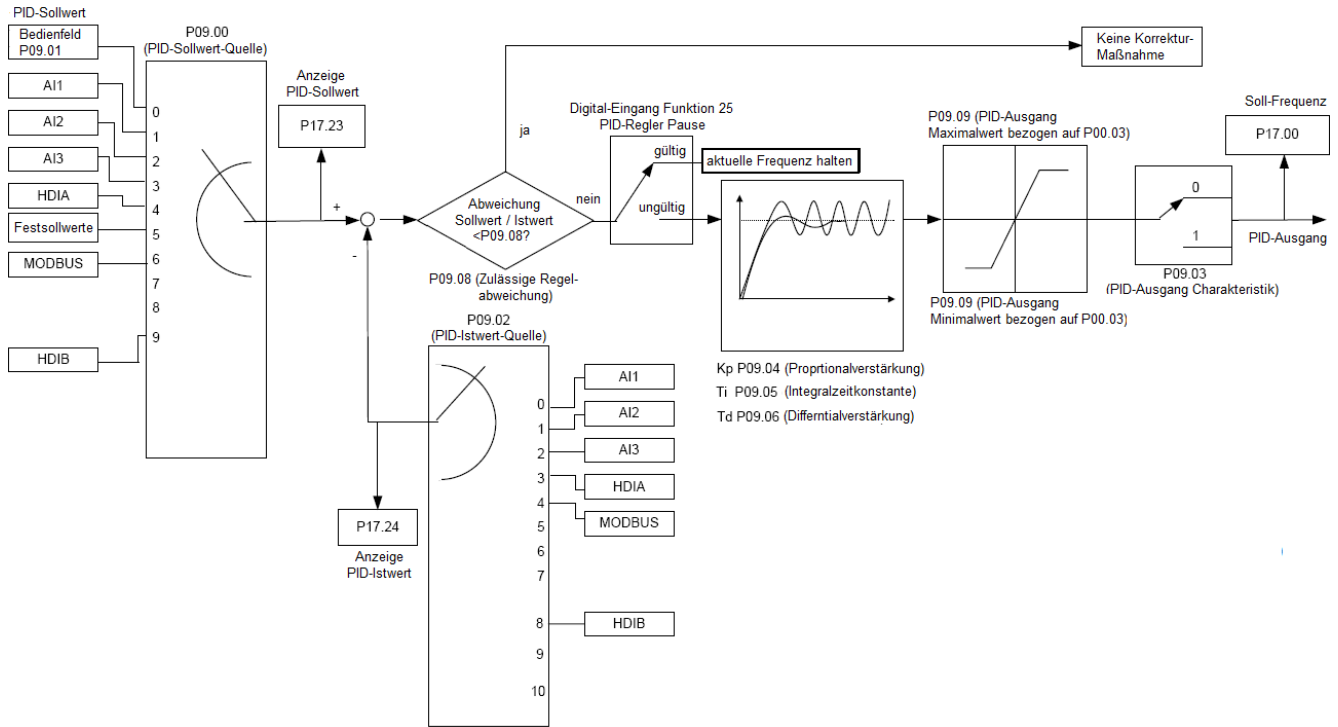 PID-Sollwert
Bedienfeld
P09.01
AI1
AI2
AI3
HDIA
Festsollwerte
MODBUS
HDIB
P09.00
(PID-Sollwert-Quelle)
0
1
2
3
4
5
6
7
8
9
Anzeige
PID-Sollwert
P17.23
+
-
ja
Abweichung
Sollwert / Istwert
<P09.08?
nein
P09.08 (Zulässige Regel-
abweichung)
Keine Korrektur-
Maßnahme
Digital-Eingang Funktion 25
PID-Regler Pause
gültig
ungültig
aktuelle Frequenz halten
Kp P09.04 (Proprtionalverstärkung)
Ti P09.05 (Integralzeitkonstante)
Td P09.06 (Differntialverstärkung)
P09.09 (PID-Ausgang
Maximalwert bezogen auf P00.03)
P09.09 (PID-Ausgang
Minimalwert bezogen auf P00.03)
0
1
P09.03
(PID-Ausgang Charakteristik)
Soll-Frequenz
P17.00
PID-Ausgang
P09.02
(PID-Istwert-Quelle)
0
1
2
3
4
5
6
7
8
9
10
AI1
AI2
AI3
HDIA
MODBUS
HDIB
P17.24
Anzeige
PID-Istwert